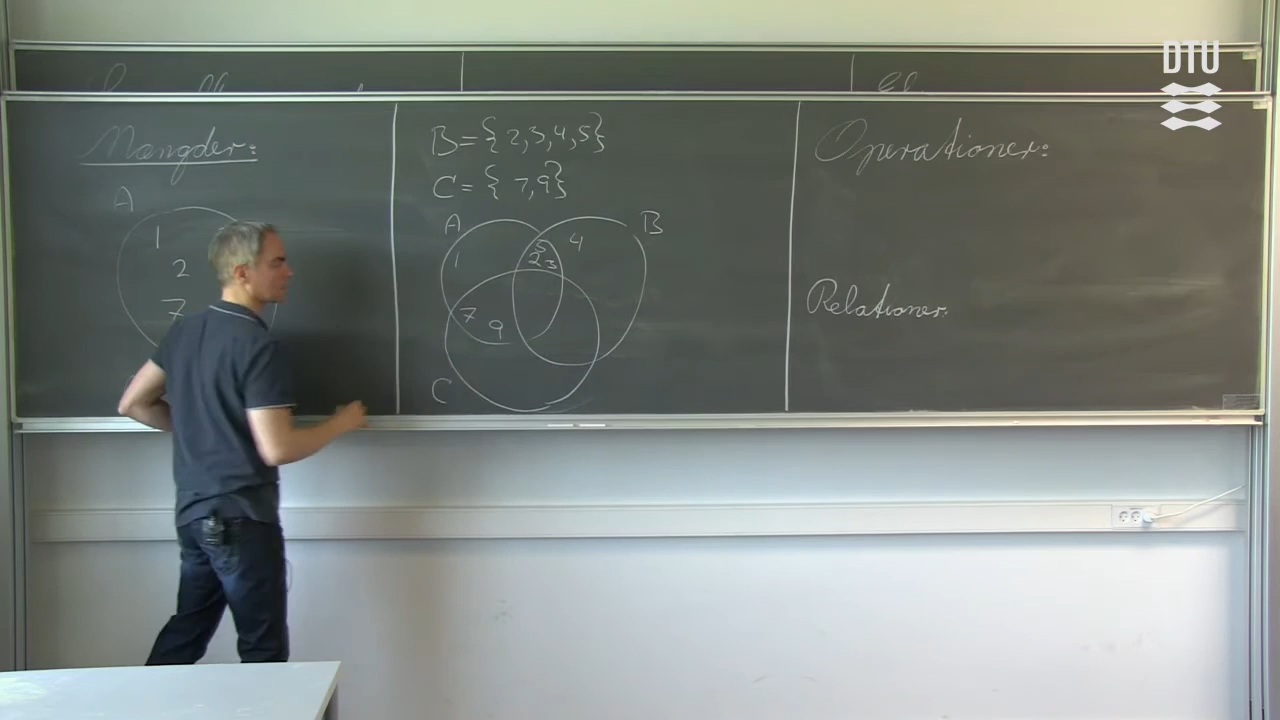 DTU
Mængder:
A
1
2
7
B = {2,3,4,5}
C = {7,9}
A B
1 5 4
2 3
7 9
C
Operationer:
Relationer: